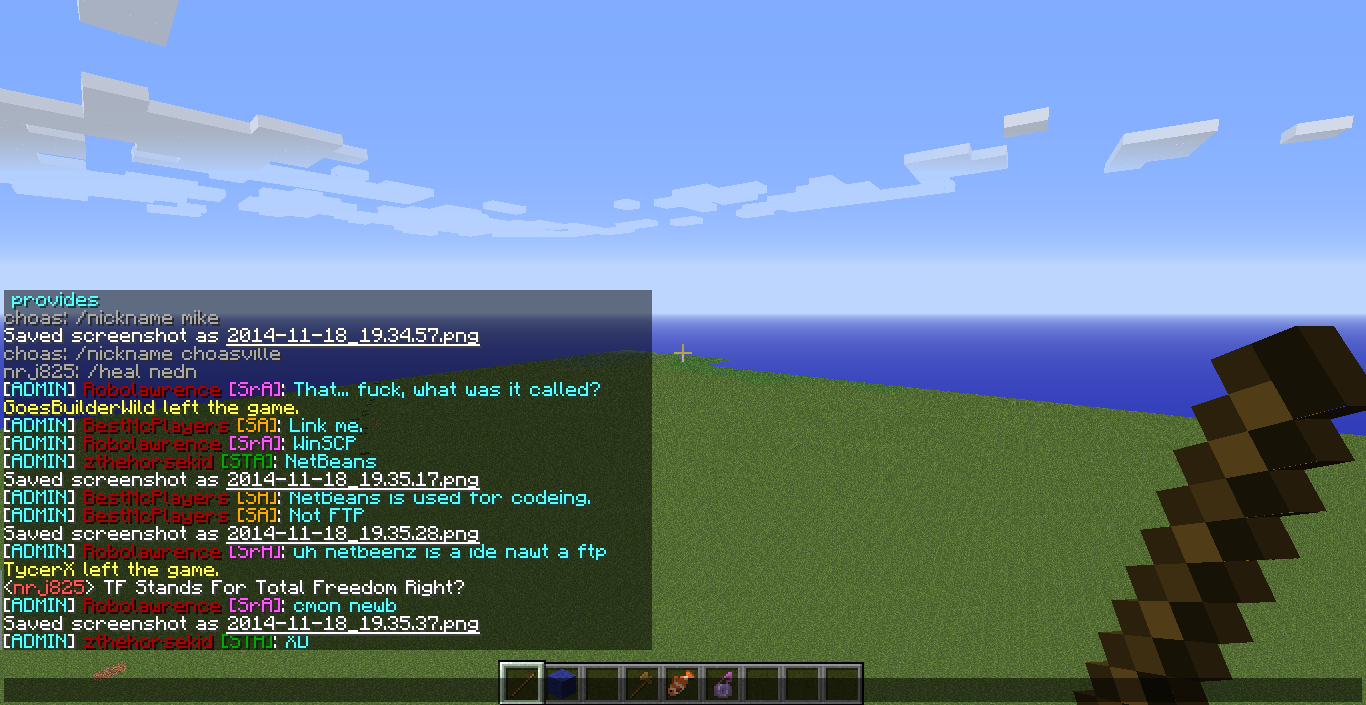 provides
choas: /nickname mike
Saved screenshot as 2014-11-18_19.34.57.png
choas: /nickname choasville
nrj825: /heal nedn
[ADMIN] Robolawrence [SrA]: That... fuck, what was it called?
GoesBuilderWild left the game.
[ADMIN] BestMcPlayers [SA]: Link me.
[ADMIN] Robolawrence [SrA]: WinSCP
[ADMIN] zthehorsekid [STA]: NetBeans
Saved screenshot as 2014-11-18_19.35.17.png
[ADMIN] BestMcPlayers [SA]: NetBeans is used for codeing.
[ADMIN] BestMcPlayers [SA]: Not FTP
Saved screenshot as 2014-11-18_19.35.28.png
[ADMIN] Robolawrence [SrA]: uh netbeenz is a ide nawt a ftp
TycerX left the game.
<nrj825> TF Stands For Total Freedom Right?
[ADMIN] Robolawrence [SrA]: cmon newb
Saved screenshot as 2014-11-18_19.35.37.png
[ADMIN] zthehorsekid [STA]: XD